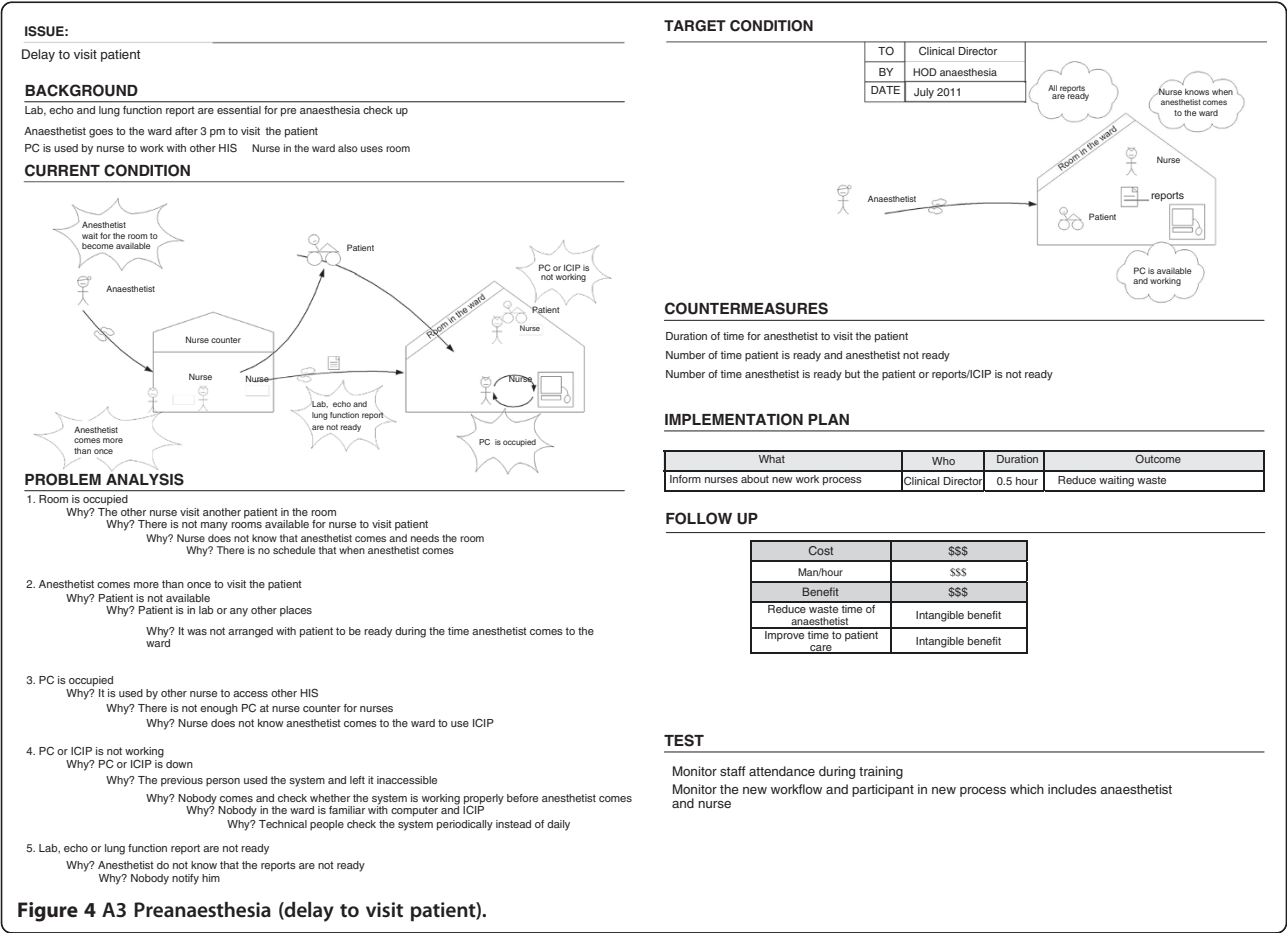 ISSUE:
Delay to visit patient
BACKGROUND
Lab, echo and lung function report are essential for pre anaesthesia check up
Anaesthetist goes to the ward after 3 pm to visit the patient
PC is used by nurse to work with other HIS Nurse in the ward also uses room
CURRENT CONDITION
Anesthetist
wait for the room to
become available
Anaesthetist
Patient
PC or ICIP is
not working
Room in the ward
Patient
Nurse
Nurse counter
Nurse
Nurse
Nurse
Lab, echo and
lung function report
are not ready
Anesthetist
comes more
than once
PC is occupied
PROBLEM ANALYSIS
1. Room is occupied
Why? The other nurse visit another patient in the room
Why? There is not many rooms available for nurse to visit patient
Why? Nurse does not know that anesthetist comes and needs the room
Why? There is no schedule that when anesthetist comes
2. Anesthetist comes more than once to visit the patient
Why? Patient is not available
Why? Patient is in lab or any other places
Why? It was not arranged with patient to be ready during the time anesthetist comes to the
ward
3. PC is occupied
Why? It is used by other nurse to access other HIS
Why? There is not enough PC at nurse counter for nurses
Why? Nurse does not know anesthetist comes to the ward to use ICIP
4. PC or ICIP is not working
Why? PC or ICIP is down
Why? The previous person used the system and left it inaccessible
Why? Nobody comes and check whether the system is working properly before anesthetist comes
Why? Nobody in the ward is familiar with computer and ICIP
Why? Technical people check the system periodically instead of daily
5. Lab, echo or lung function report are not ready
Why? Anesthetist do not know that the reports are not ready
Why? Nobody notify him
TARGET CONDITION
TO Clinical Director
BY HOD anaesthesia
DATE July 2011
All reports
are ready
Nurse knows when
anesthetist comes
to the ward
Room in the ward
Nurse
Anaesthetist
reports
Patient
PC is available
and working
COUNTERMEASURES
Duration of time for anesthetist to visit the patient
Number of time patient is ready and anesthetist not ready
Number of time anesthetist is ready but the patient or reports/ICIP is not ready
IMPLEMENTATION PLAN
What Who Duration Outcome
Inform nurses about new work process Clinical Director 0.5 hour Reduce waiting waste
FOLLOW UP
Cost $$$
Man/hour $$$
Benefit $$$
Reduce waste time of
anaesthetist Intangible benefit
Improve time to patient
care Intangible benefit
TEST
Monitor staff attendance during training
Monitor the new workflow and participant in new process which includes anaesthetist
and nurse
Figure 4 A3 Preanaesthesia (delay to visit patient).